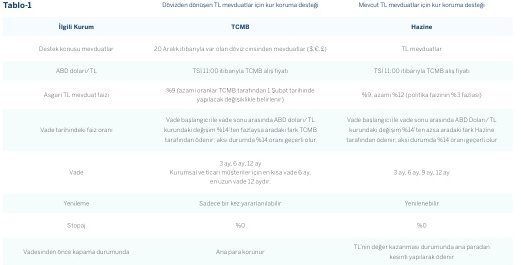 Tablo-1
Dövizden dönüşen TL mevduatlar için kur koruma desteği
Mevcut TL mevduatlar için kur koruma desteği
İlgili Kurum
TCMB
Hazine
Destek konusu mevduatlar
20 Aralık itibarıyla var olan döviz cinsinden mevduatlar ($,€,£)
TL mevduatlar
ABD doları/TL
TSİ 11:00 itibarıyla TCMB alış fiyatı
TSİ 11:00 itibarıyla TCMB alış fiyatı
Asgari TL mevduat faizi
%9 (azami oranlar TCMB tarafından 1 Şubat tarihinde
yapılacak değişiklikle belirlenir)
%9. azami %12 (politika faizinin %3 fazlası)
Vade tarihindeki faiz oranı
Vade başlangıcı ile vade sonu arasında ABD doları/TL
kurundaki değişim %14'ten fazlaysa aradaki fark TCMB
tarafından ödenir; aksi durumda %14 oranı geçerli olur
Vade başlangıcı ile vade sonu arasında ABD Doları/TL
kurundaki değişim %14'ten azsa aradaki fark Hazine
tarafından ödenir; aksi durumda %14 oranı geçerli olur
Vade
3 ay, 6 ay, 12 ay
Kurumsal ve ticari müşteriler için en kısa vade 6 ay,
en uzun vade 12 aydır.
3 ay, 6 ay, 9 ay, 12 ay
Yenileme
Sadece bir kez yararlanılabilir
Yenilenebilir
Stopaj
%0
%0
Vadesinden önce kapama durumunda
Ana para korunur
TL'nin değer kazanması durumunda ana paradan
kesinti yapılarak ödenir